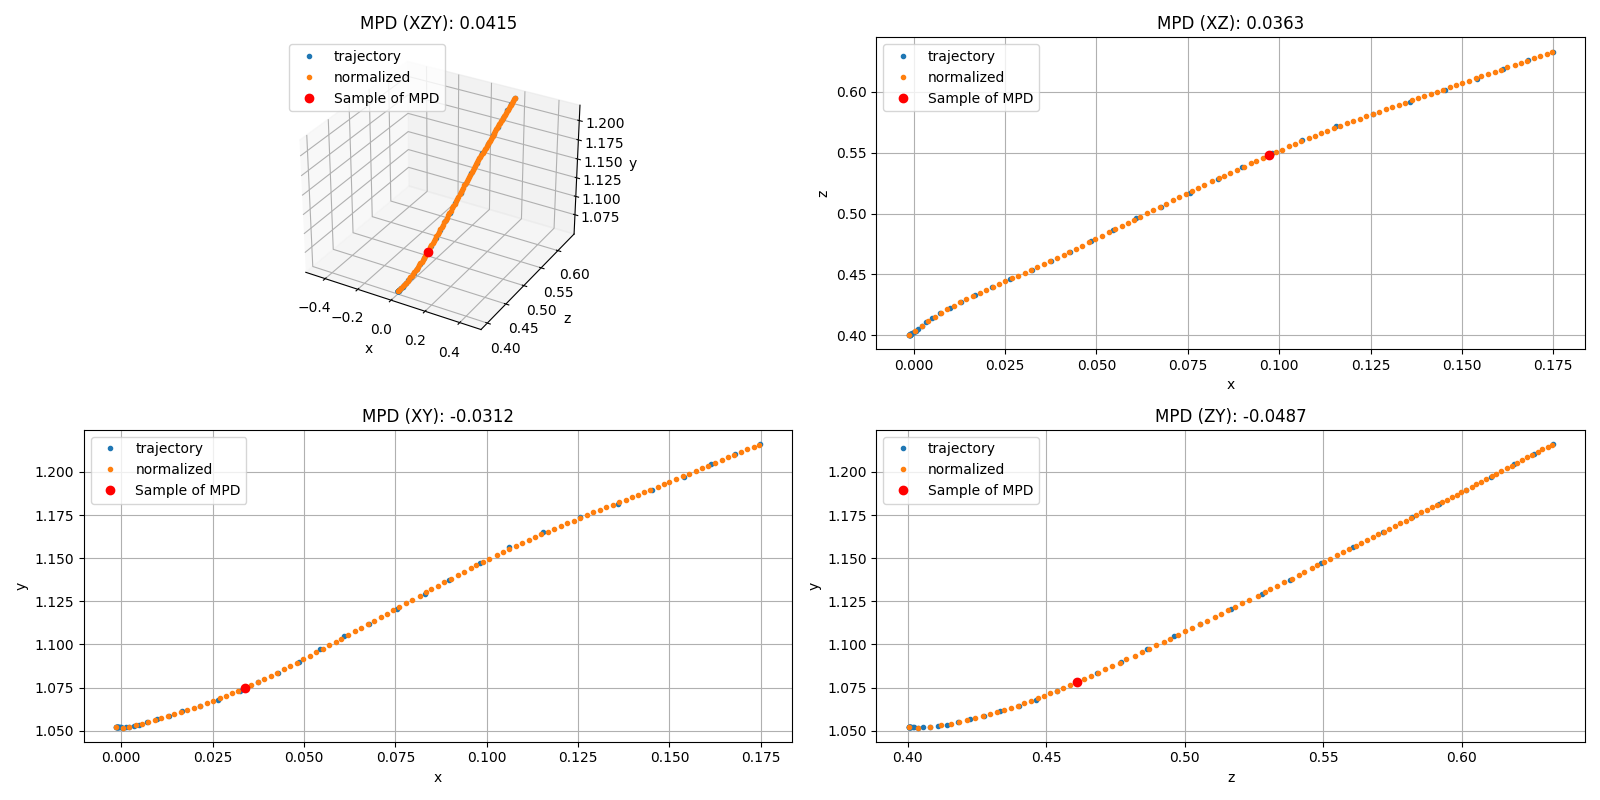 MPD (XZY): 0.0415
trajectory
normalized
Sample of MPD
1.200
1.175
1.150
1.125
1.100
1.075
y
−0.4
−0.2
0.0
0.2
0.4
x
0.40
0.45
0.50
0.55
0.60
z
MPD (XZ): 0.0363
trajectory
normalized
Sample of MPD
0.60
0.55
0.50
0.45
0.40
z
0.000 0.025 0.050 0.075 0.100 0.125 0.150 0.175
x
MPD (XY): -0.0312
trajectory
normalized
Sample of MPD
1.200
1.175
1.150
1.125
1.100
1.075
1.050
y
0.000 0.025 0.050 0.075 0.100 0.125 0.150 0.175
x
MPD (ZY): -0.0487
trajectory
normalized
Sample of MPD
1.200
1.175
1.150
1.125
1.100
1.075
1.050
y
0.40 0.45 0.50 0.55 0.60
z